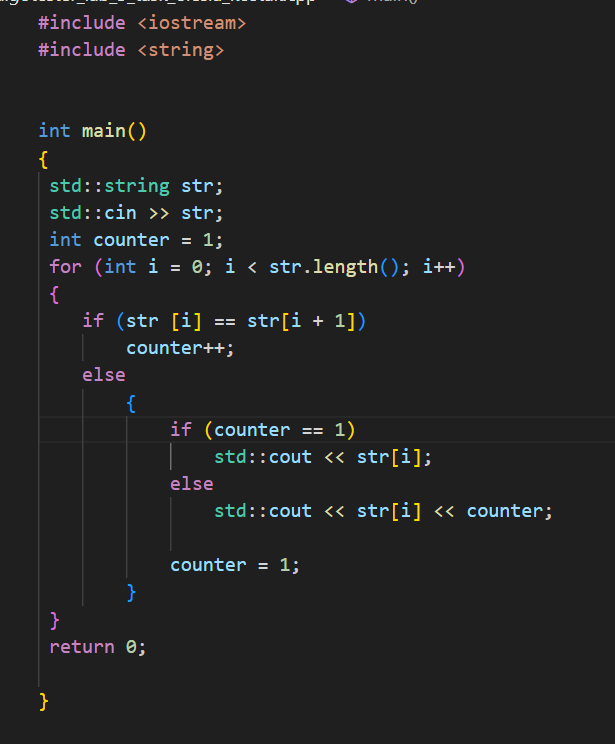 #include <iostream>
#include <string>
int main()
{
std::string str;
std::cin >> str;
int counter = 1;
for (int i = 0; i < str.length(); i++)
{
if (str [i] == str[i + 1])
counter++;
else
{
if (counter == 1)
std::cout << str[i];
else
std::cout << str[i] << counter;
counter = 1;
}
}
return 0;
}